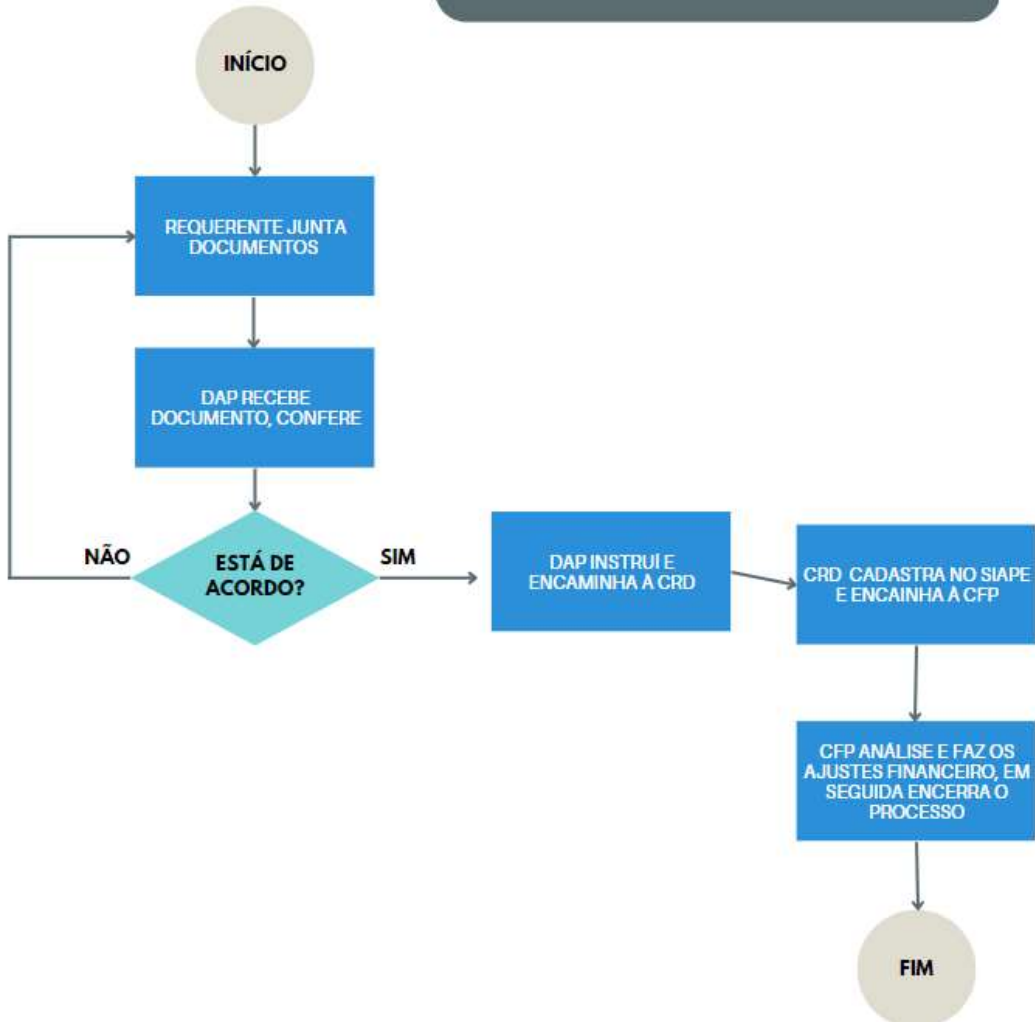 INÍCIO
REQUERENTE JUNTA
DOCUMENTOS
DAP RECEBE
DOCUMENTO, CONFERE
NÃO
ESTÁ DE
ACORDO?
SIM
DAP INSTRUÍ E
ENCAMINHA À CRD
CRD CADASTRA NO SIAPE
E ENCAINHA À CFP
CFP ANÁLISE E FAZ OS
AJUSTES FINANCEIRO, EM
SEGUIDA ENCERRA O
PROCESSO
FIM